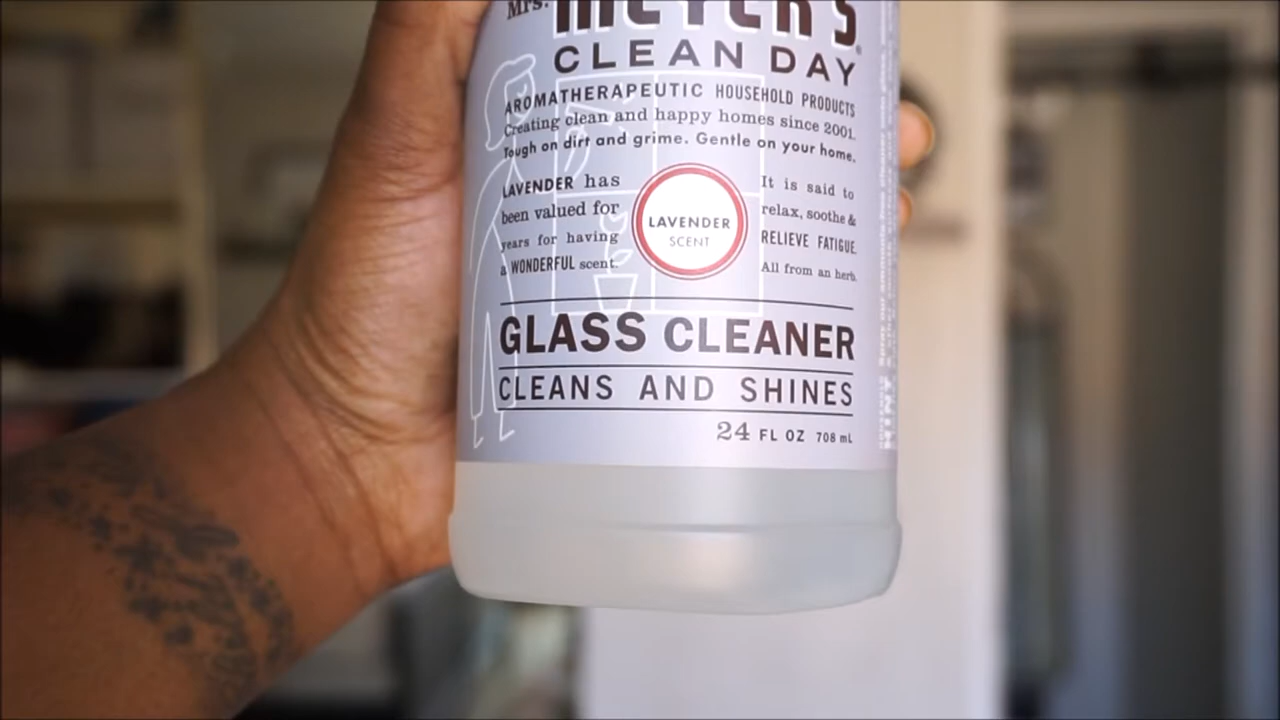 Mrs. MEYER'S
CLEAN DAY
AROMATHERAPEUTIC HOUSEHOLD PRODUCTS
Creating clean and happy homes since 2001.
Tough on dirt and grime. Gentle on your home.
LAVENDER has
been valued for
years for having
a WONDERFUL scent.
LAVENDER
SCENT
It is said to
relax, soothe &
RELIEVE FATIGUE.
All from an herb.
GLASS CLEANER
CLEANS AND SHINES
24 FL OZ 708 mL